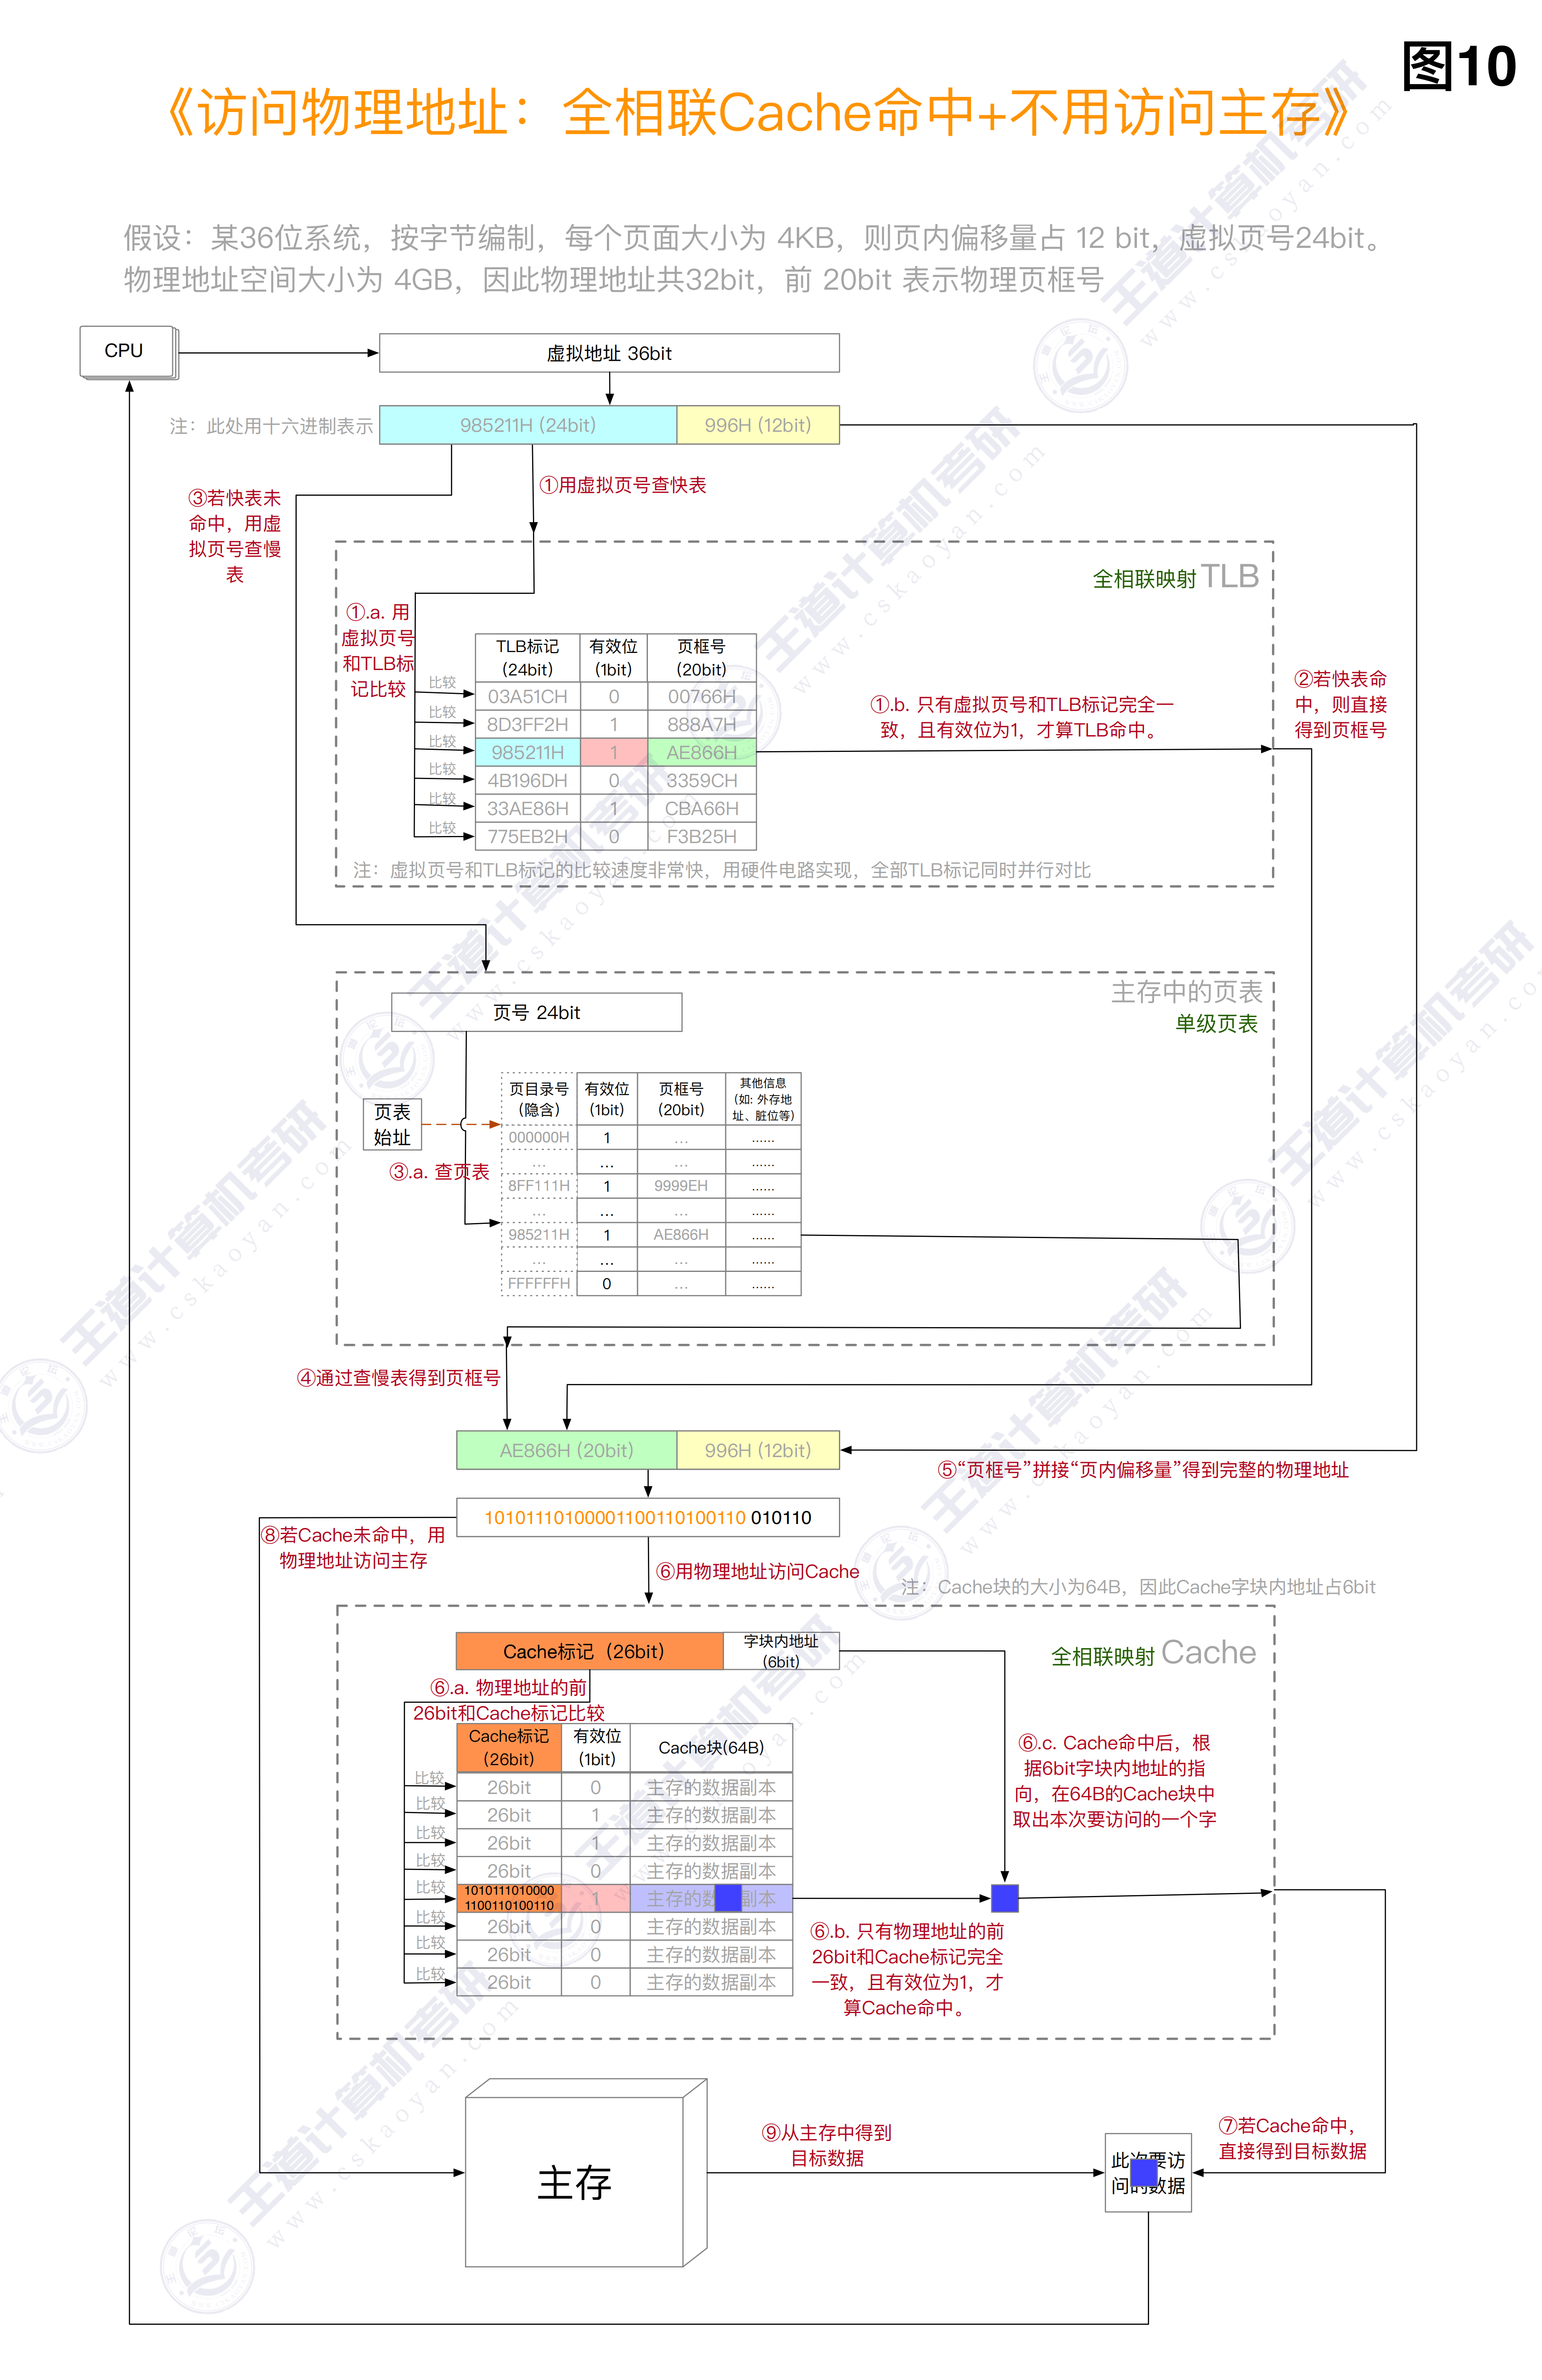 图10
《访问物理地址：全相联Cache命中+不用访问主存》
假设：某36位系统，按字节编制，每个页面大小为 4KB，则页内偏移量占 12 bit，虚拟页号24bit。
物理地址空间大小为 4GB，因此物理地址共32bit，前 20bit 表示物理页框号
CPU
虚拟地址 36bit
注：此处用十六进制表示
985211H (24bit)
996H (12bit)
①用虚拟页号查快表
③若快表未
命中，用虚
拟页号查慢
表
全相联映射 TLB
①.a. 用
虚拟页号
和TLB标
记比较
TLB标记
(24bit)
有效位
(1bit)
页框号
(20bit)
比较
03A51CH
0
00766H
比较
8D3FF2H
1
888A7H
比较
985211H
1
AE866H
比较
4B196DH
0
3359CH
比较
33AE86H
1
CBA66H
比较
775EB2H
0
F3B25H
①.b. 只有虚拟页号和TLB标记完全一
致，且有效位为1，才算TLB命中。
②若快表命
中，则直接
得到页框号
注：虚拟页号和TLB标记的比较速度非常快，用硬件电路实现，全部TLB标记同时并行对比
主存中的页表
单级页表
页号 24bit
页表
始址
③.a. 查页表
页目录号
（隐含）
有效位
(1bit)
页框号
(20bit)
其他信息
（如: 外存地
址、脏位等）
000000H
1
...
......
...
...
...
......
8FF111H
1
9999EH
......
...
...
...
......
985211H
1
AE866H
......
...
...
...
......
FFFFFFH
0
...
......
④通过查慢表得到页框号
AE866H (20bit)
996H (12bit)
⑤“页框号”拼接“页内偏移量”得到完整的物理地址
10101110100001100110100110 010110
⑧若Cache未命中，用
物理地址访问主存
⑥用物理地址访问Cache
注：Cache块的大小为64B，因此Cache字块内地址占6bit
Cache标记（26bit）
字块内地址
(6bit)
全相联映射 Cache
⑥.a. 物理地址的前
26bit和Cache标记比较
Cache标记
(26bit)
有效位
(1bit)
Cache块(64B)
比较
26bit
0
主存的数据副本
比较
26bit
1
主存的数据副本
比较
26bit
1
主存的数据副本
比较
26bit
0
主存的数据副本
比较
1010111010000
1100110100110
1
主存的数 副本
比较
26bit
0
主存的数据副本
比较
26bit
0
主存的数据副本
比较
26bit
0
主存的数据副本
⑥.c. Cache命中后，根
据6bit字块内地址的指
向，在64B的Cache块中
取出本次要访问的一个字
⑥.b. 只有物理地址的前
26bit和Cache标记完全
一致，且有效位为1，才
算Cache命中。
主存
⑨从主存中得到
目标数据
⑦若Cache命中，
直接得到目标数据
此次要访
问的数据
王道计算机考研
www.cskaoyan.com